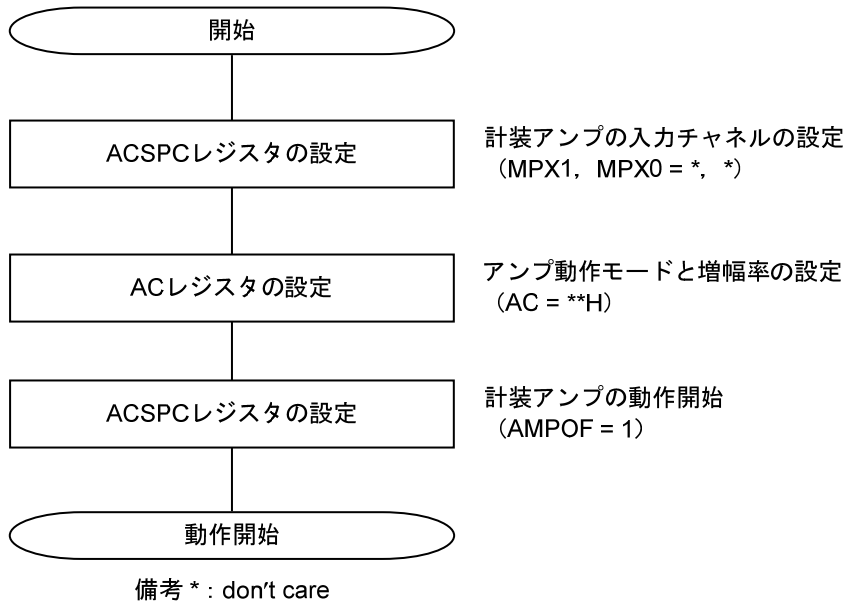 開始
ACSPCレジスタの設定
計装アンプの入力チャネルの設定
（MPX1，MPX0 = *，*）
ACレジスタの設定
アンプ動作モードと増幅率の設定
（AC = **H）
ACSPCレジスタの設定
計装アンプの動作開始
（AMPOF = 1）
動作開始
備考 *：don't care